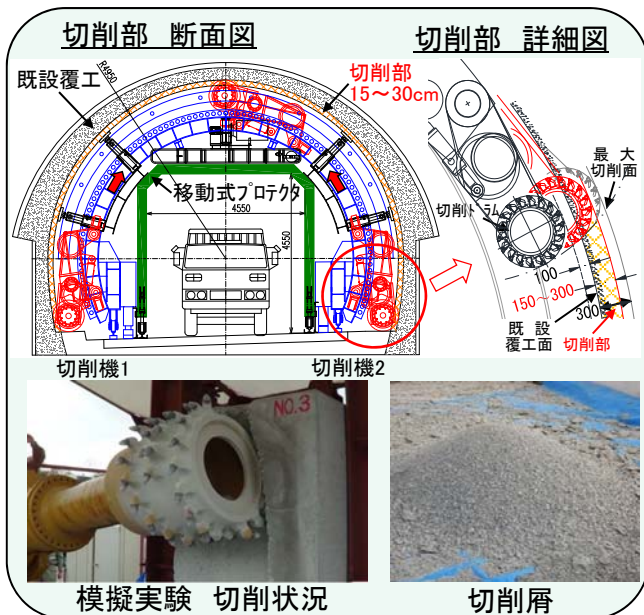 切削部 断面図
切削部 詳細図
R4950
既設覆工
切削部
15～30cm
移動式プロテクタ
4550
4550
切削機1
切削機2
最大
切削面
切削ドラム
100
150～300
300
既設
覆工面
切削部
NO.3
模擬実験 切削状況
切削屑